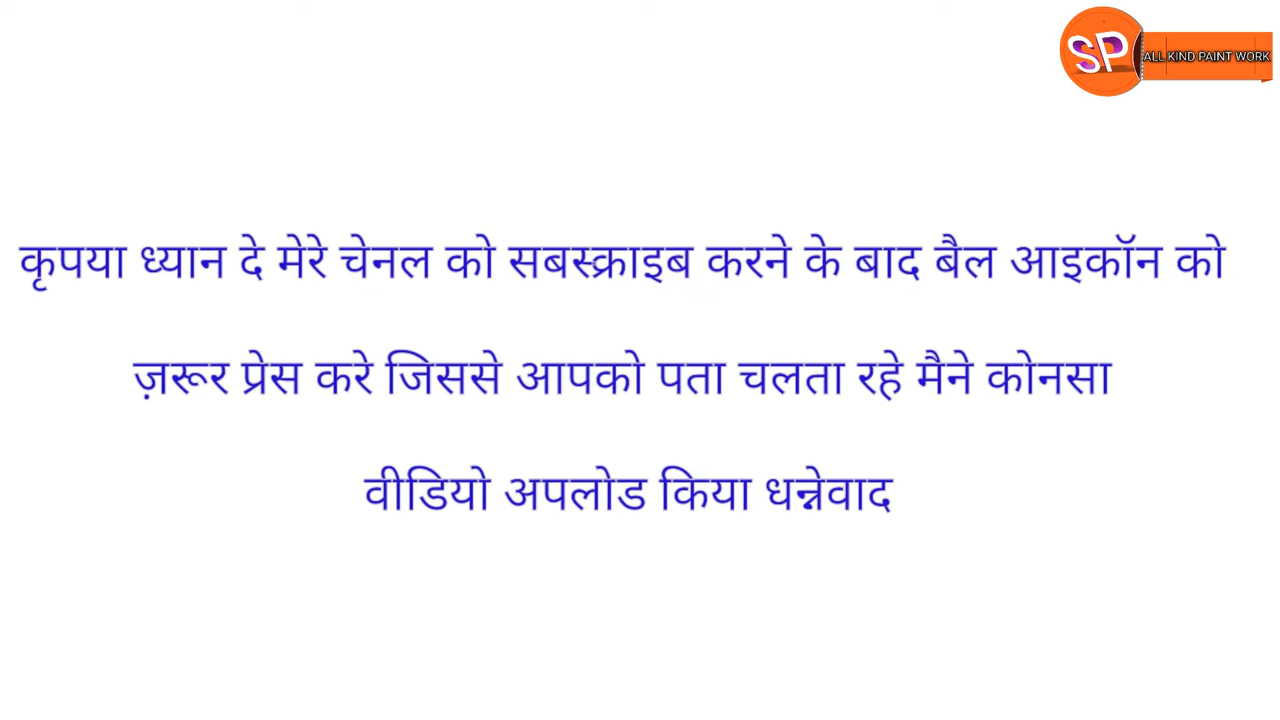 SP
ALL KIND PAINT WORK
कृपया ध्यान दे मेरे चेनल को सबस्क्राइब करने के बाद बैल आइकॉन को
ज़रूर प्रेस करे जिससे आपको पता चलता रहे मैने कोनसा
वीडियो अपलोड किया धन्नेवाद